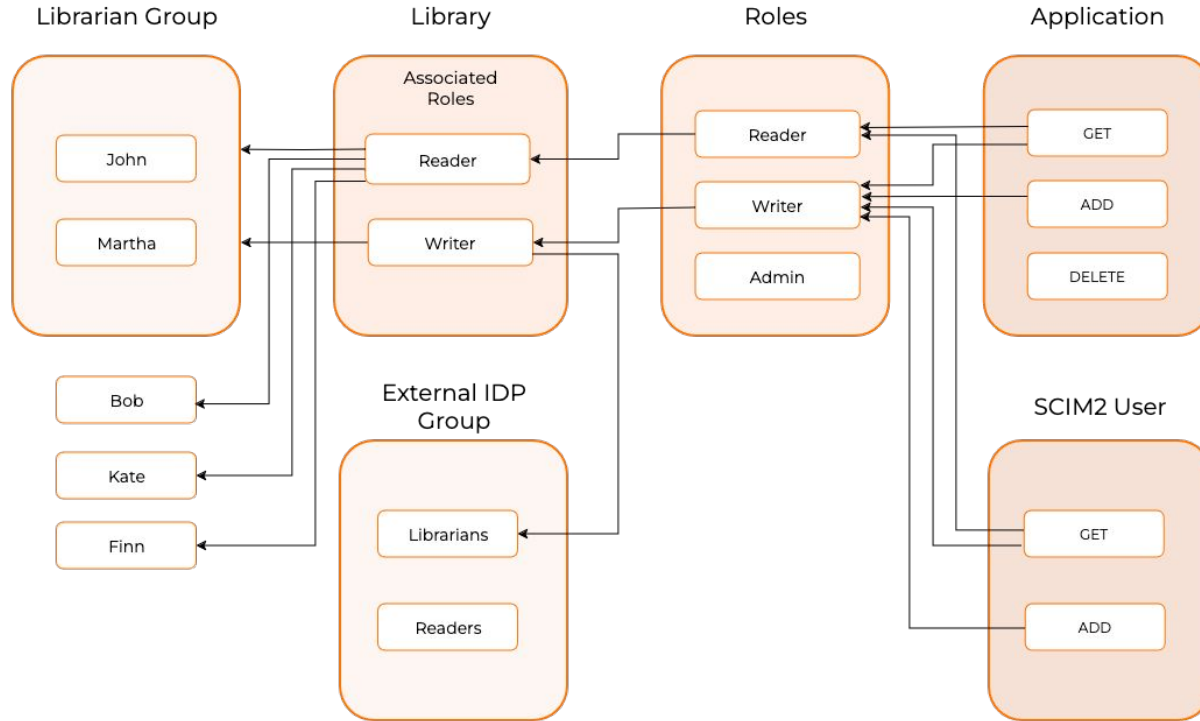 Librarian Group
Library
Roles
Application
Associated
Roles
John
Martha
Reader
Writer
Reader
Writer
Admin
GET
ADD
DELETE
Bob
Kate
Finn
External IDP
Group
Librarians
Readers
SCIM2 User
GET
ADD